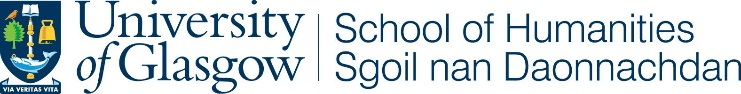 University
of Glasgow
School of Humanities
Sgoil nan Daonnachdan
VIA VERITAS VITA